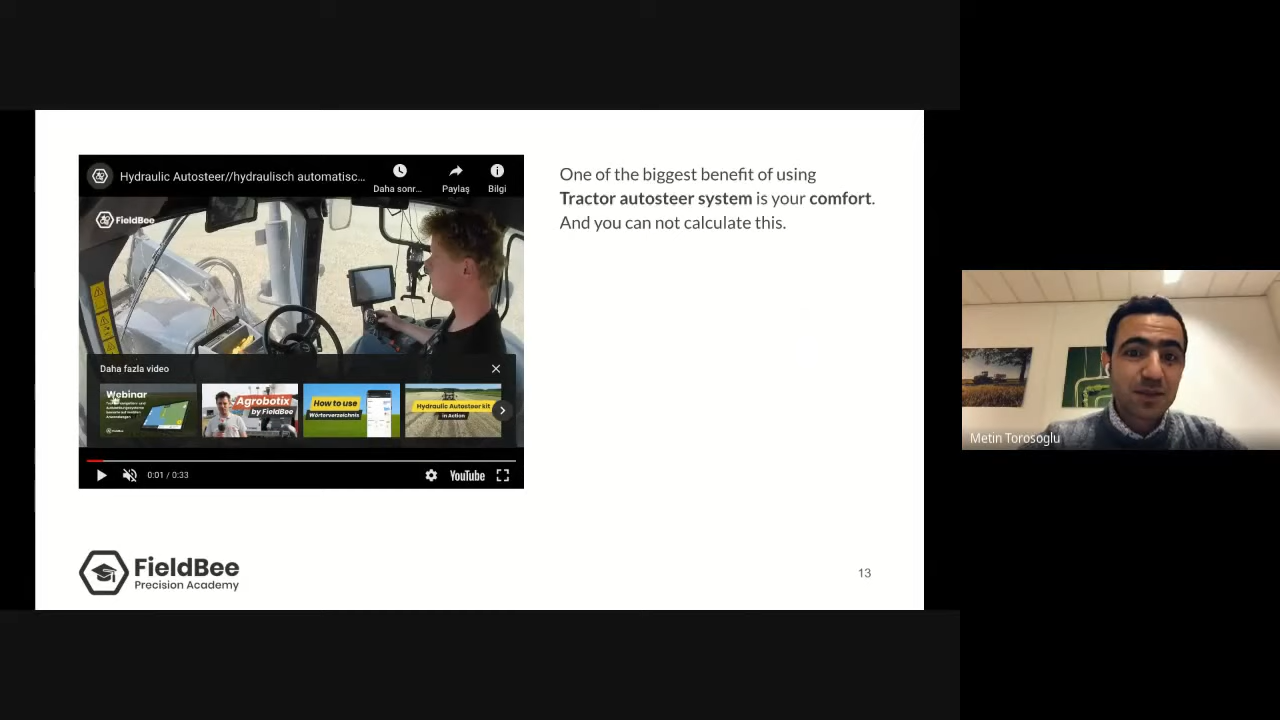 Hydraulic Autosteer//hydraulisch automatisc...
Daha sonr...
Paylaş
Bilgi
FieldBee
One of the biggest benefit of using
Tractor autosteer system is your comfort.
And you can not calculate this.
Daha fazla video
Webinar
Agrobotix
by FieldBee
How to use
Wörterverzeichnis
Hydraulic Autosteer kit
in Action
0:01 / 0:33
YouTube
Metin Torosoglu
FieldBee
Precision Academy
13